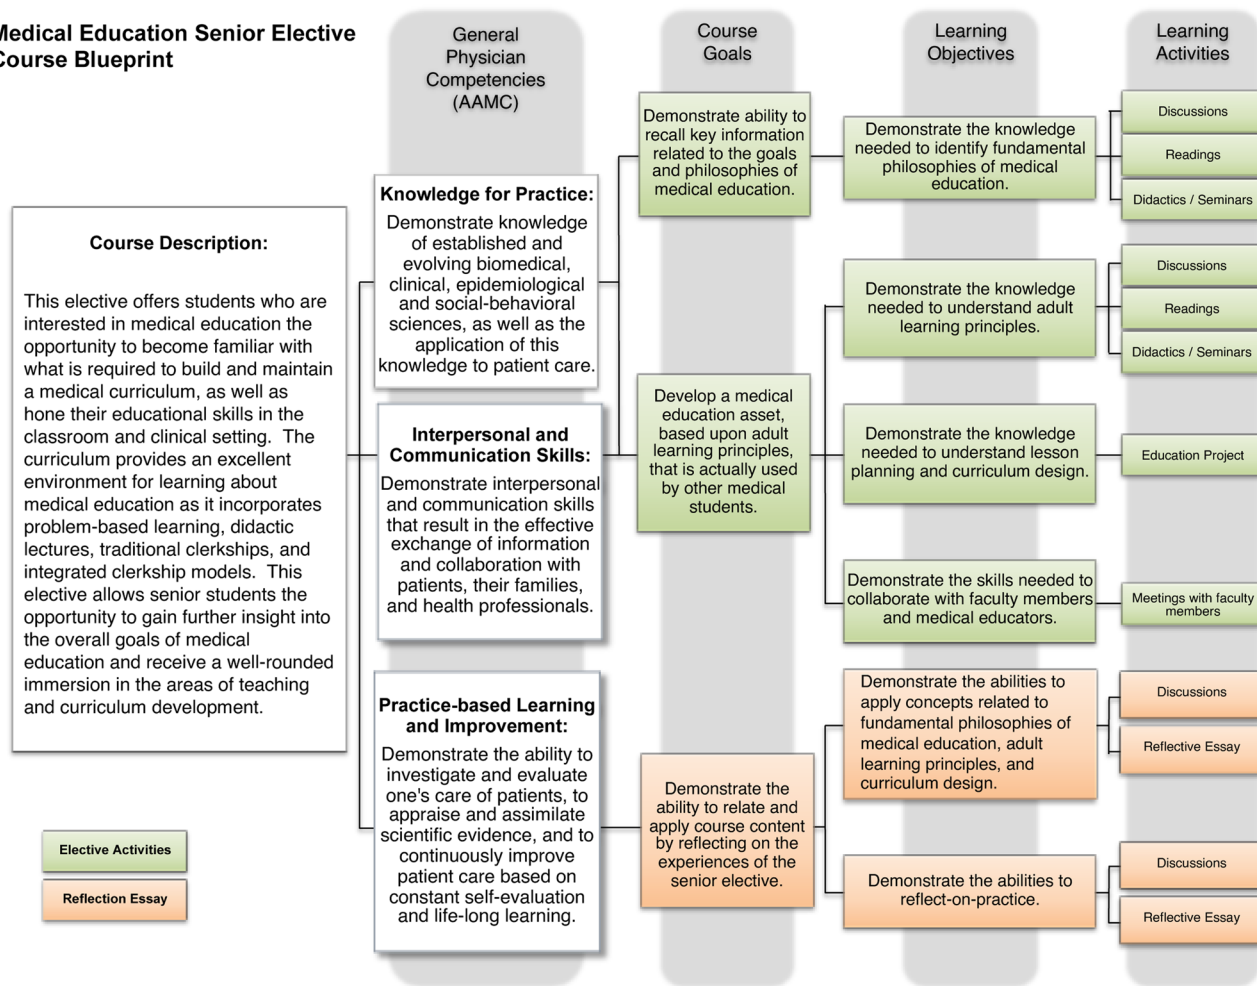 Medical Education Senior Elective
Course Blueprint
General
Physician
Competencies
(AAMC)
Course
Goals
Learning
Objectives
Learning
Activities
Course Description:
This elective offers students who are
interested in medical education the
opportunity to become familiar with
what is required to build and maintain
a medical curriculum, as well as
hone their educational skills in the
classroom and clinical setting.  The
curriculum provides an excellent
environment for learning about
medical education as it incorporates
problem-based learning, didactic
lectures, traditional clerkships, and
integrated clerkship models.  This
elective allows senior students the
opportunity to gain further insight into
the overall goals of medical
education and receive a well-rounded
immersion in the areas of teaching
and curriculum development.
Elective Activities
Reflection Essay
Knowledge for Practice:
Demonstrate knowledge
of established and
evolving biomedical,
clinical, epidemiological
and social-behavioral
sciences, as well as the
application of this
knowledge to patient care.
Interpersonal and
Communication Skills:
Demonstrate interpersonal
and communication skills
that result in the effective
exchange of information
and collaboration with
patients, their families,
and health professionals.
Practice-based Learning
and Improvement:
Demonstrate the ability to
investigate and evaluate
one's care of patients, to
appraise and assimilate
scientific evidence, and to
continuously improve
patient care based on
constant self-evaluation
and life-long learning.
Demonstrate ability to
recall key information
related to the goals
and philosophies of
medical education.
Develop a medical
education asset,
based upon adult
learning principles,
that is actually used
by other medical
students.
Demonstrate the
ability to relate and
apply course content
by reflecting on the
experiences of the
senior elective.
Demonstrate the knowledge
needed to identify fundamental
philosophies of medical
education.
Demonstrate the knowledge
needed to understand adult
learning principles.
Demonstrate the knowledge
needed to understand lesson
planning and curriculum design.
Demonstrate the skills needed to
collaborate with faculty members
and medical educators.
Demonstrate the abilities to
apply concepts related to
fundamental philosophies of
medical education, adult
learning principles, and
curriculum design.
Demonstrate the abilities to
reflect-on-practice.
Discussions
Readings
Didactics / Seminars
Discussions
Readings
Didactics / Seminars
Education Project
Meetings with faculty
members
Discussions
Reflective Essay
Discussions
Reflective Essay